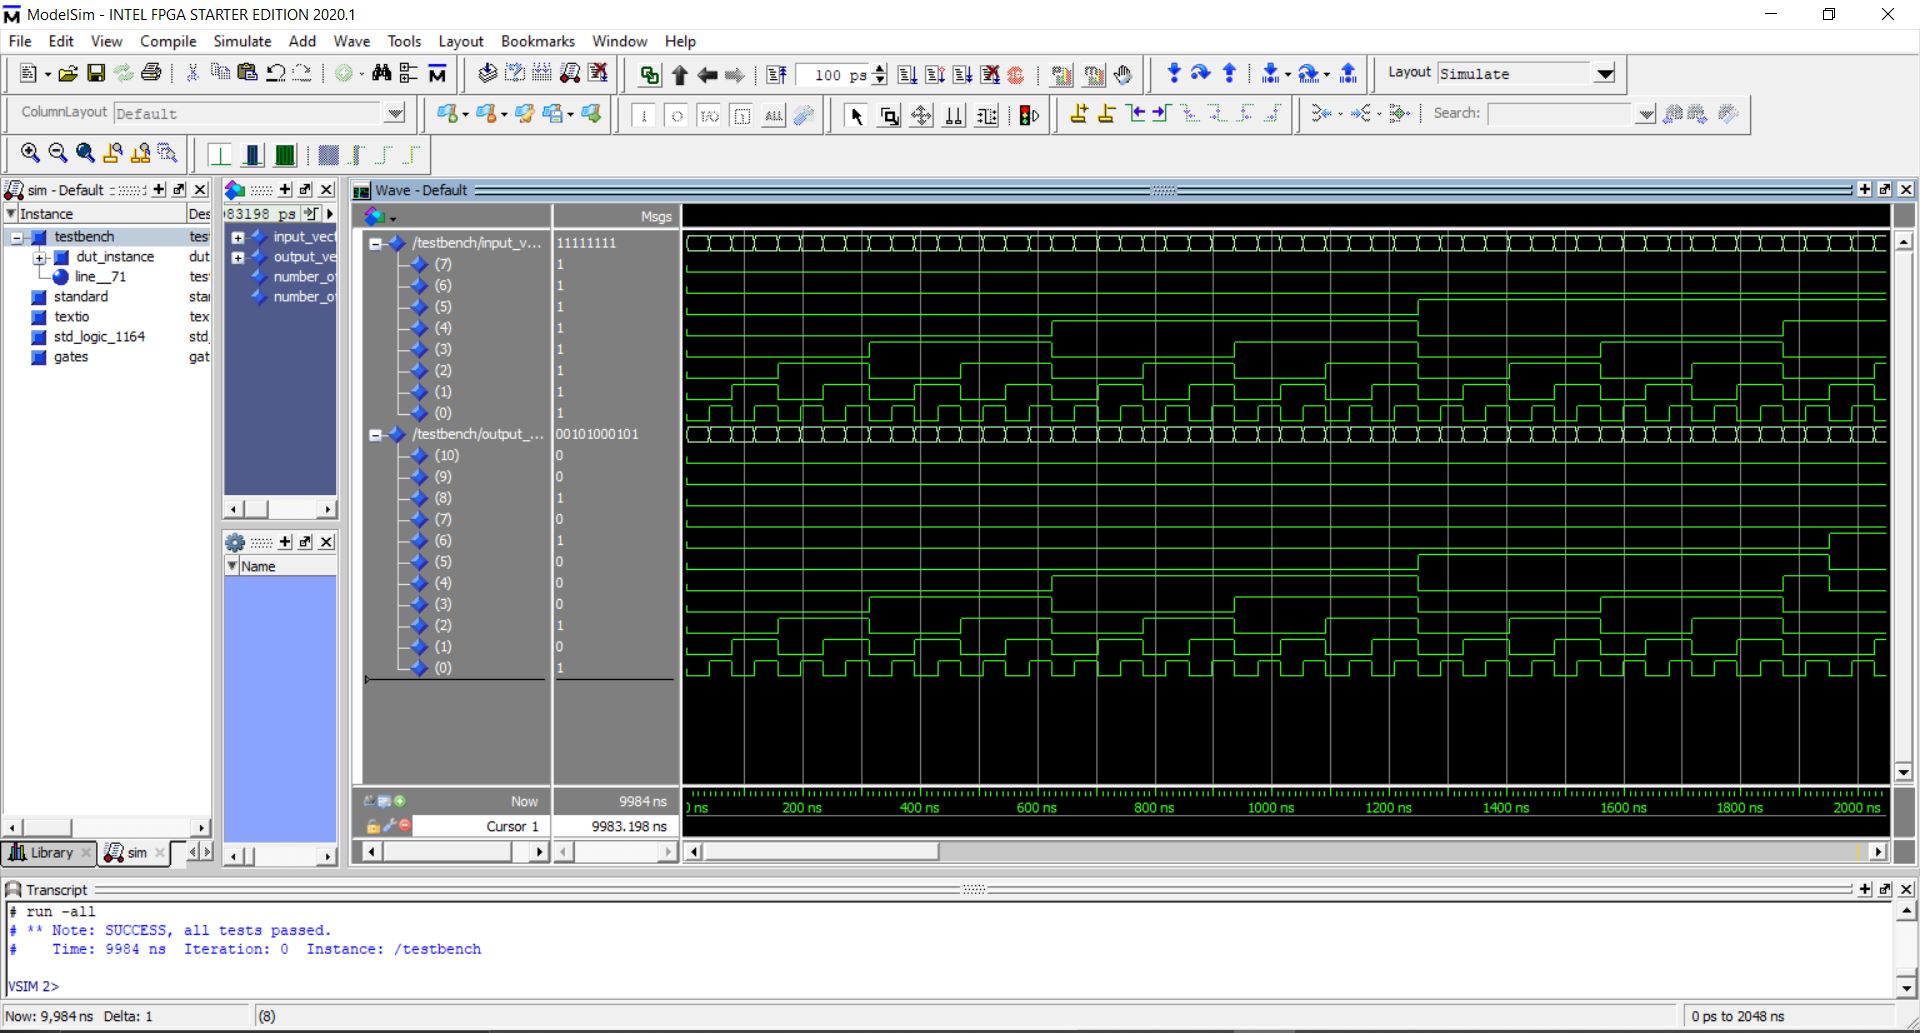 ModelSim - INTEL FPGA STARTER EDITION 2020.1
File Edit View Compile Simulate Add Wave Tools Layout Bookmarks Window Help
100 ps
Layout Simulate
ColumnLayout Default
ALL
Search:
sim - Default
Instance Des
testbench tes
dut_instance dut
line__71 tes
standard sta
textio tex
std_logic_1164 std_
gates gat
83198 ps
input_vect
output_ve
number_o
number_o
Name
Wave - Default
Msgs
/testbench/input_v... 11111111
(7) 1
(6) 1
(5) 1
(4) 1
(3) 1
(2) 1
(1) 1
(0) 1
/testbench/output_... 00101000101
(10) 0
(9) 0
(8) 1
(7) 0
(6) 1
(5) 0
(4) 0
(3) 0
(2) 1
(1) 0
(0) 1
Now 9984 ns
ns 200 ns 400 ns 600 ns 800 ns 1000 ns 1200 ns 1400 ns 1600 ns 1800 ns 2000 ns
Cursor 1 9983.198 ns
Library sim
Transcript
# run -all
# ** Note: SUCCESS, all tests passed.
# Time: 9984 ns Iteration: 0 Instance: /testbench
VSIM 2>
Now: 9,984 ns Delta: 1 (8) 0 ps to 2048 ns